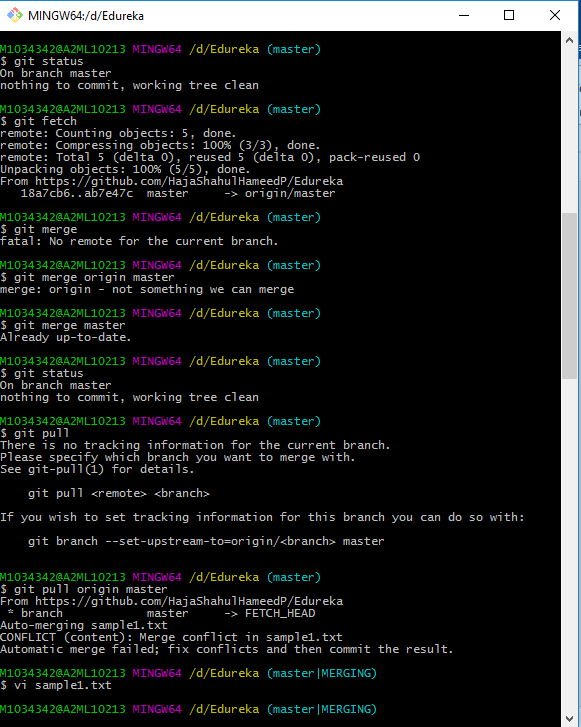 MINGW64:/d/Edureka
M1034342@A2ML10213 MINGW64 /d/Edureka (master)
$ git status
On branch master
nothing to commit, working tree clean
M1034342@A2ML10213 MINGW64 /d/Edureka (master)
$ git fetch
remote: Counting objects: 5, done.
remote: Compressing objects: 100% (3/3), done.
remote: Total 5 (delta 0), reused 5 (delta 0), pack-reused 0
Unpacking objects: 100% (5/5), done.
From https://github.com/HajaShahulHameedP/Edureka
   18a7cb6..ab7e47c  master     -> origin/master
M1034342@A2ML10213 MINGW64 /d/Edureka (master)
$ git merge
fatal: No remote for the current branch.
M1034342@A2ML10213 MINGW64 /d/Edureka (master)
$ git merge origin master
merge: origin - not something we can merge
M1034342@A2ML10213 MINGW64 /d/Edureka (master)
$ git merge master
Already up-to-date.
M1034342@A2ML10213 MINGW64 /d/Edureka (master)
$ git status
On branch master
nothing to commit, working tree clean
M1034342@A2ML10213 MINGW64 /d/Edureka (master)
$ git pull
There is no tracking information for the current branch.
Please specify which branch you want to merge with.
See git-pull(1) for details.
    git pull <remote> <branch>
If you wish to set tracking information for this branch you can do so with:
    git branch --set-upstream-to=origin/<branch> master
M1034342@A2ML10213 MINGW64 /d/Edureka (master)
$ git pull origin master
From https://github.com/HajaShahulHameedP/Edureka
 * branch            master     -> FETCH_HEAD
Auto-merging sample1.txt
CONFLICT (content): Merge conflict in sample1.txt
Automatic merge failed; fix conflicts and then commit the result.
M1034342@A2ML10213 MINGW64 /d/Edureka (master|MERGING)
$ vi sample1.txt
M1034342@A2ML10213 MINGW64 /d/Edureka (master|MERGING)